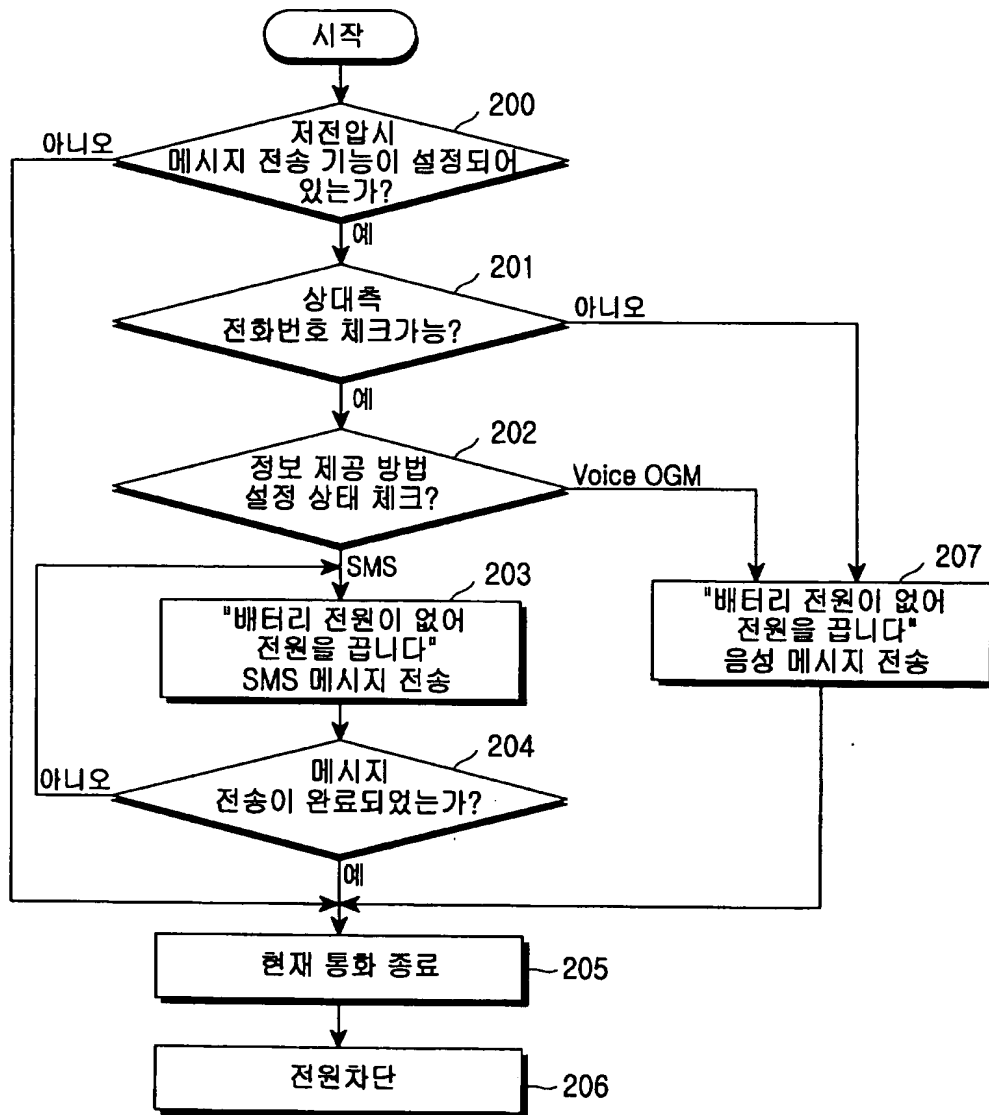 시작
200
아니오
저전압시
메시지 전송 기능이 설정되어
있는가?
예
201
상대측
전화번호 체크가능?
아니오
예
202
정보 제공 방법
설정 상태 체크?
Voice OGM
SMS
203
"배터리 전원이 없어
전원을 끕니다"
SMS 메시지 전송
207
"배터리 전원이 없어
전원을 끕니다"
음성 메시지 전송
204
아니오
메시지
전송이 완료되었는가?
예
현재 통화 종료
205
전원차단
206